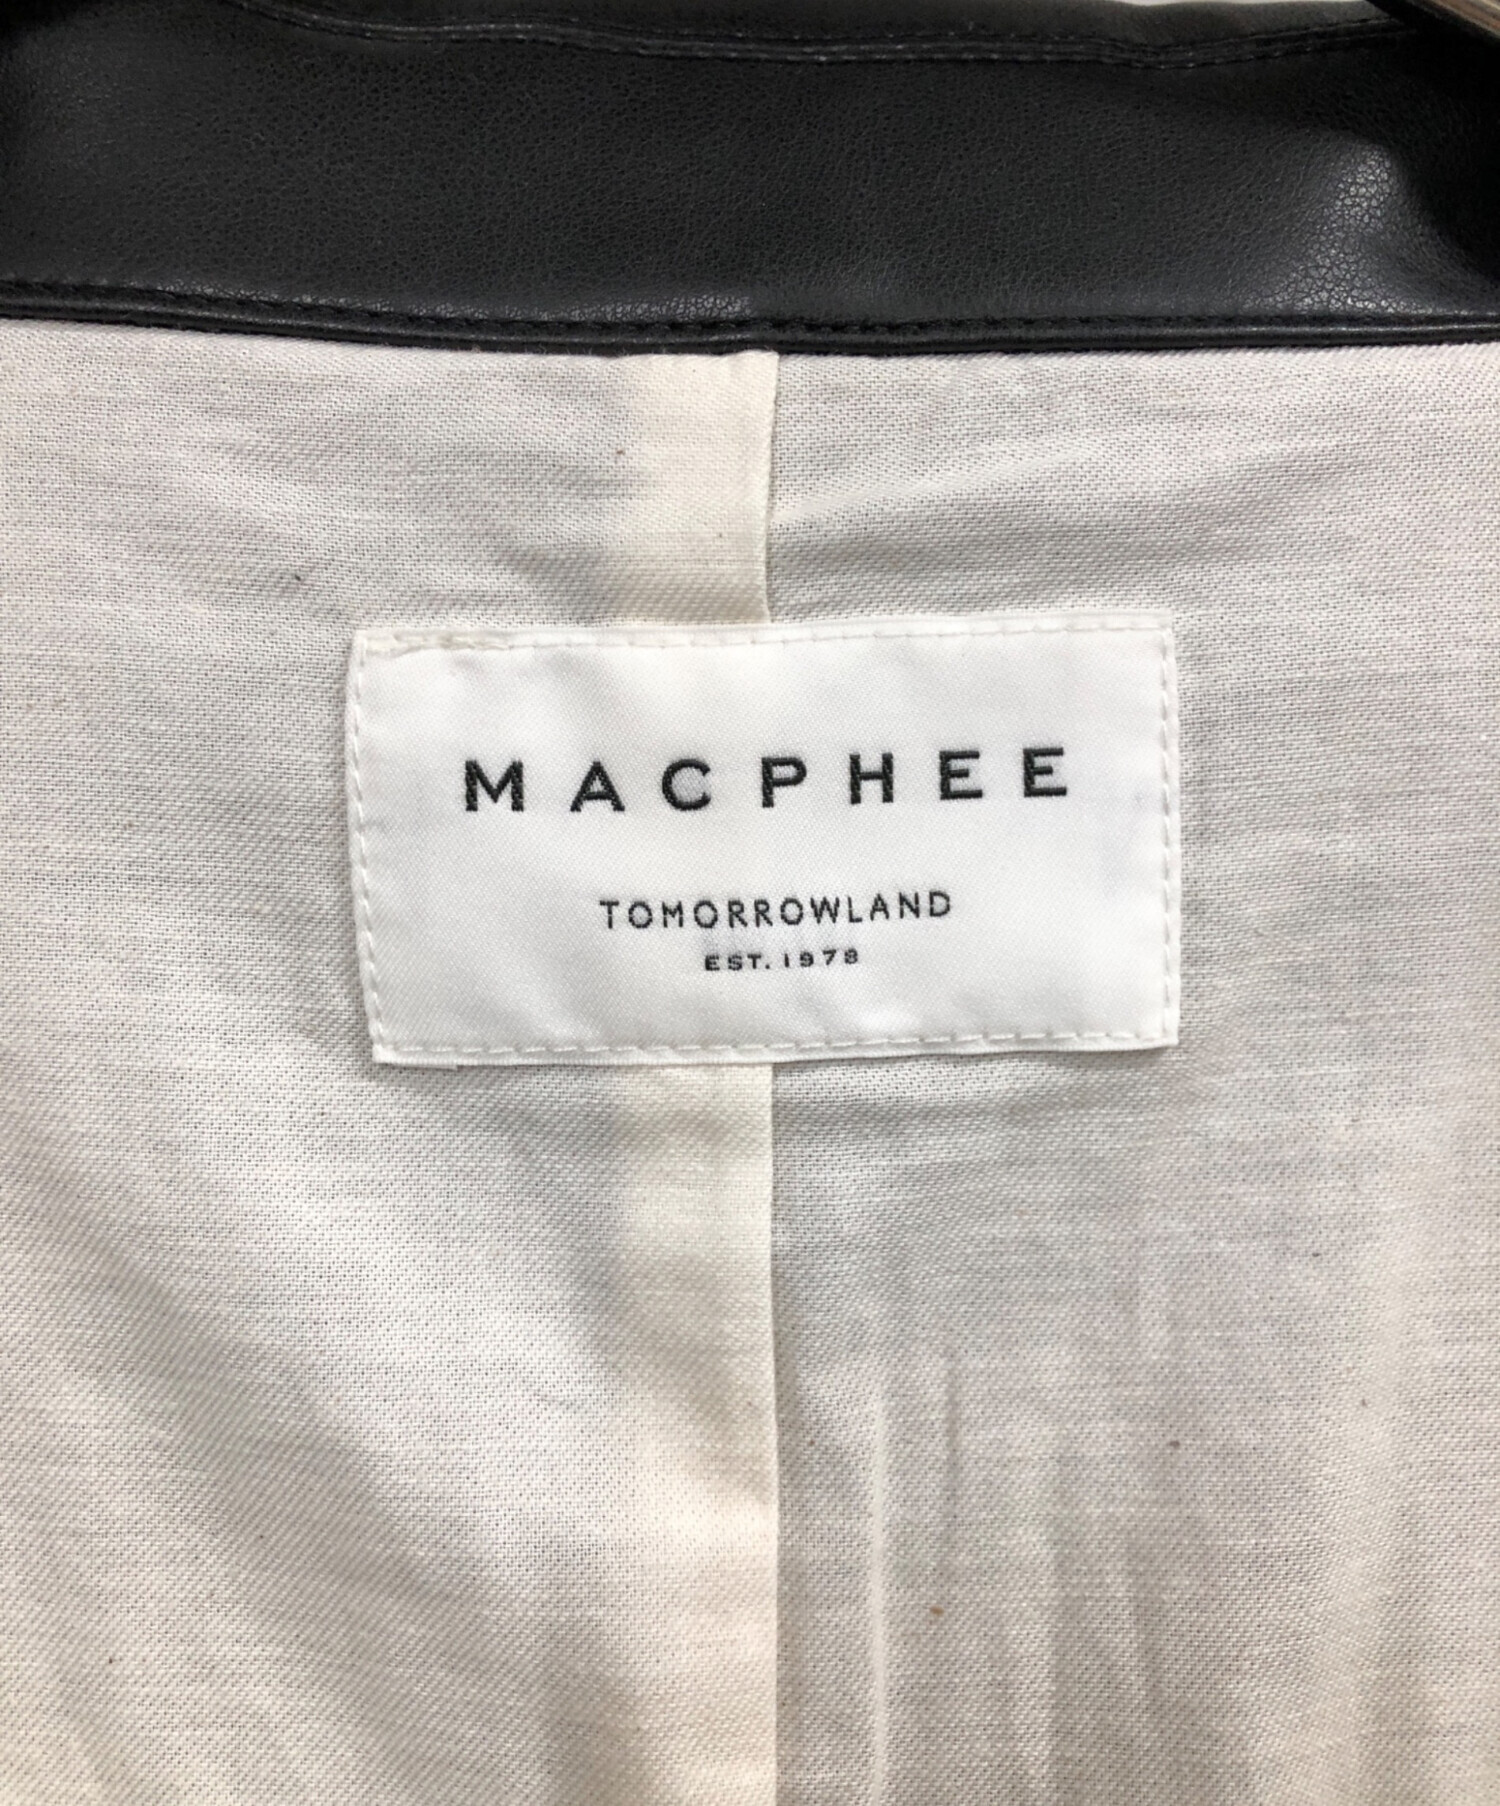 MACPHEE
TOMORROWLAND
EST. 1978